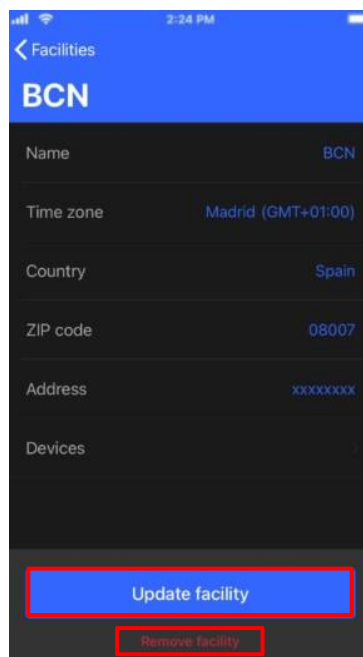 2:24 PM
Facilities
BCN
Name BCN
Time zone Madrid (GMT+01:00)
Country Spain
ZIP code 08007
Address xxxxxxxx
Devices
Update facility
Remove facility